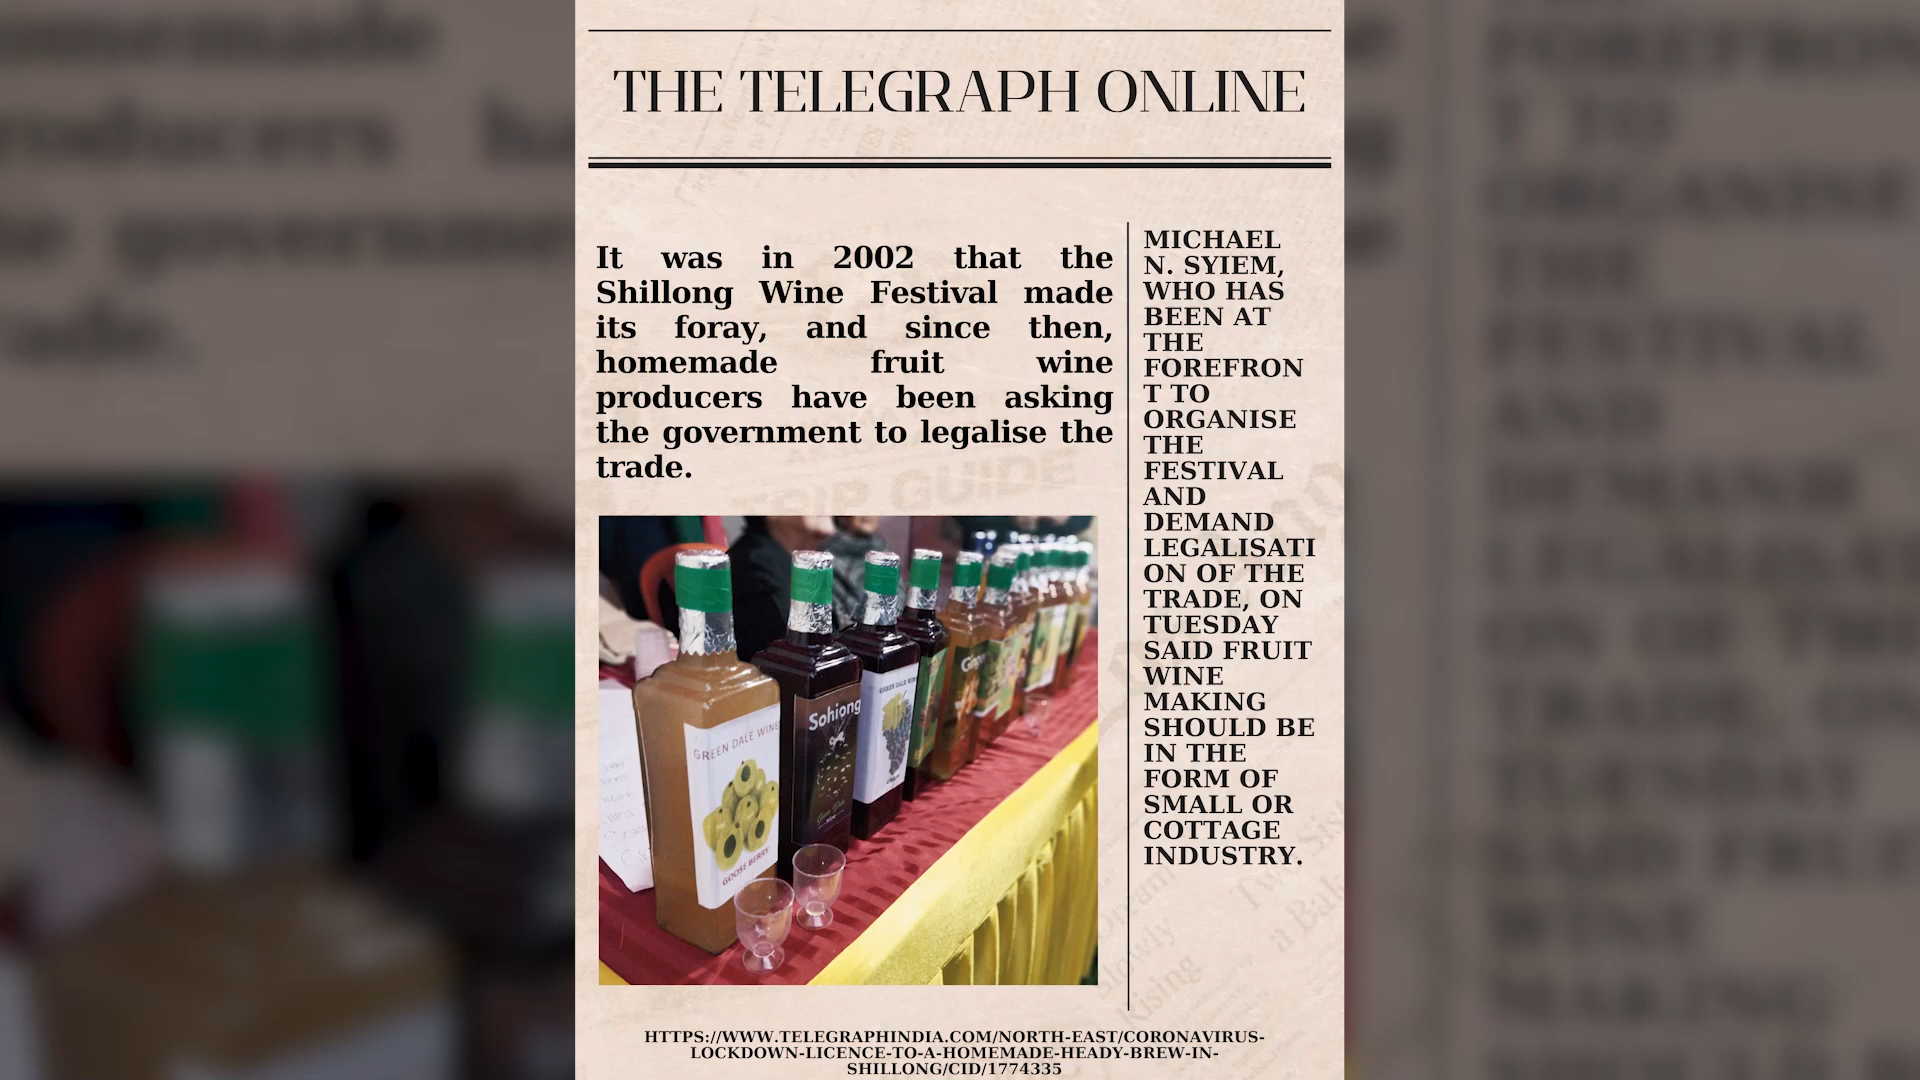 THE TELEGRAPH ONLINE
It was in 2002 that the
Shillong Wine Festival made
its foray, and since then,
homemade fruit wine
producers have been asking
the government to legalise the
trade.
MICHAEL
N. SYIEM,
WHO HAS
BEEN AT
THE
FOREFRON
T TO
ORGANISE
THE
FESTIVAL
AND
DEMAND
LEGALISATI
ON OF THE
TRADE, ON
TUESDAY
SAID FRUIT
WINE
MAKING
SHOULD BE
IN THE
FORM OF
SMALL OR
COTTAGE
INDUSTRY.
GREEN DALE WINE
GOOSE BERRY
Sohiong
GREEN DALE WINE
HTTPS://WWW.TELEGRAPHINDIA.COM/NORTH-EAST/CORONAVIRUS-
LOCKDOWN-LICENCE-TO-A-HOMEMADE-HEADY-BREW-IN-
SHILLONG/CID/1774335